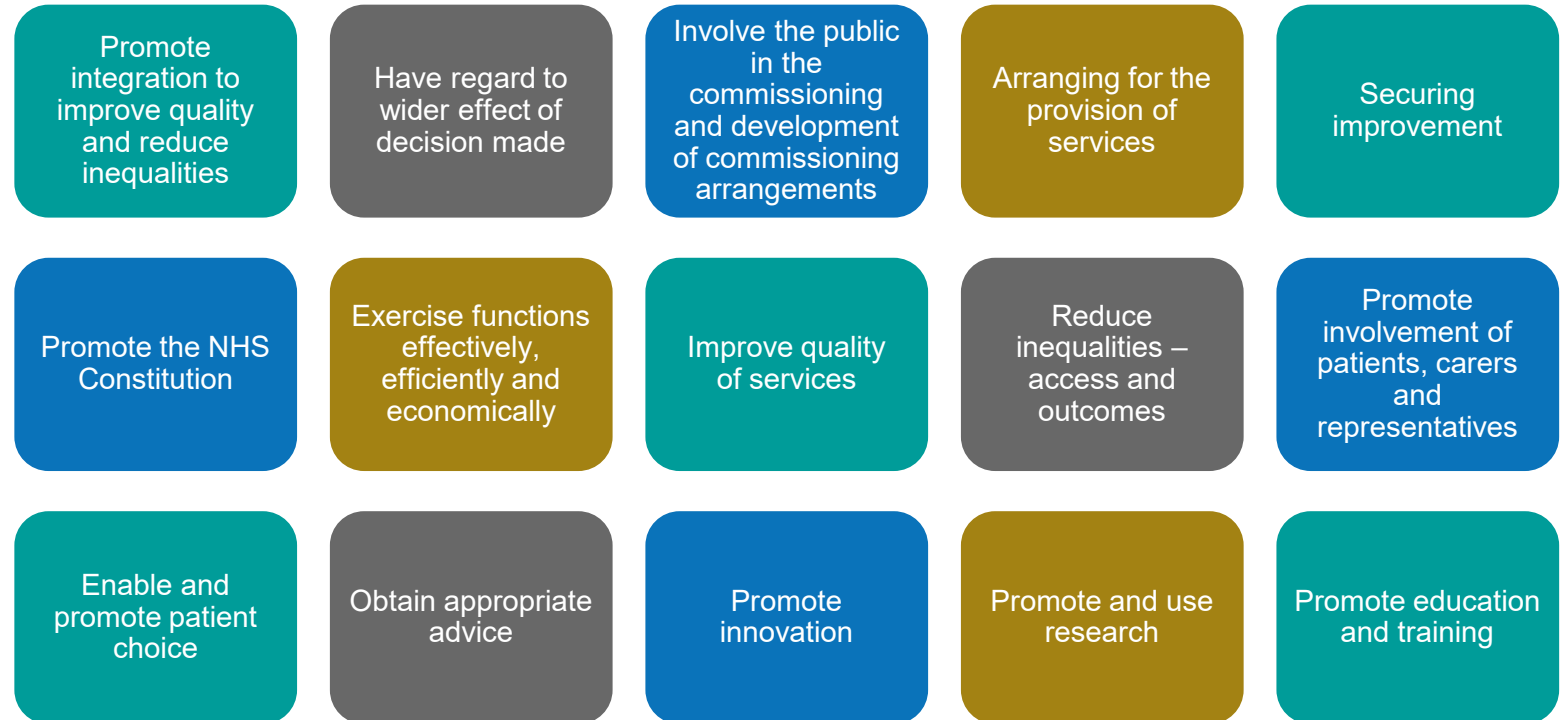 Promote
integration to
improve quality
and reduce
inequalities
Have regard to
wider effect of
decision made
Involve the public
in the
commissioning
and development
of commissioning
arrangements
Arranging for the
provision of
services
Securing
improvement
Promote the NHS
Constitution
Exercise functions
effectively,
efficiently and
economically
Improve quality
of services
Reduce
inequalities –
access and
outcomes
Promote
involvement of
patients, carers
and
representatives
Enable and
promote patient
choice
Obtain appropriate
advice
Promote
innovation
Promote and use
research
Promote education
and training